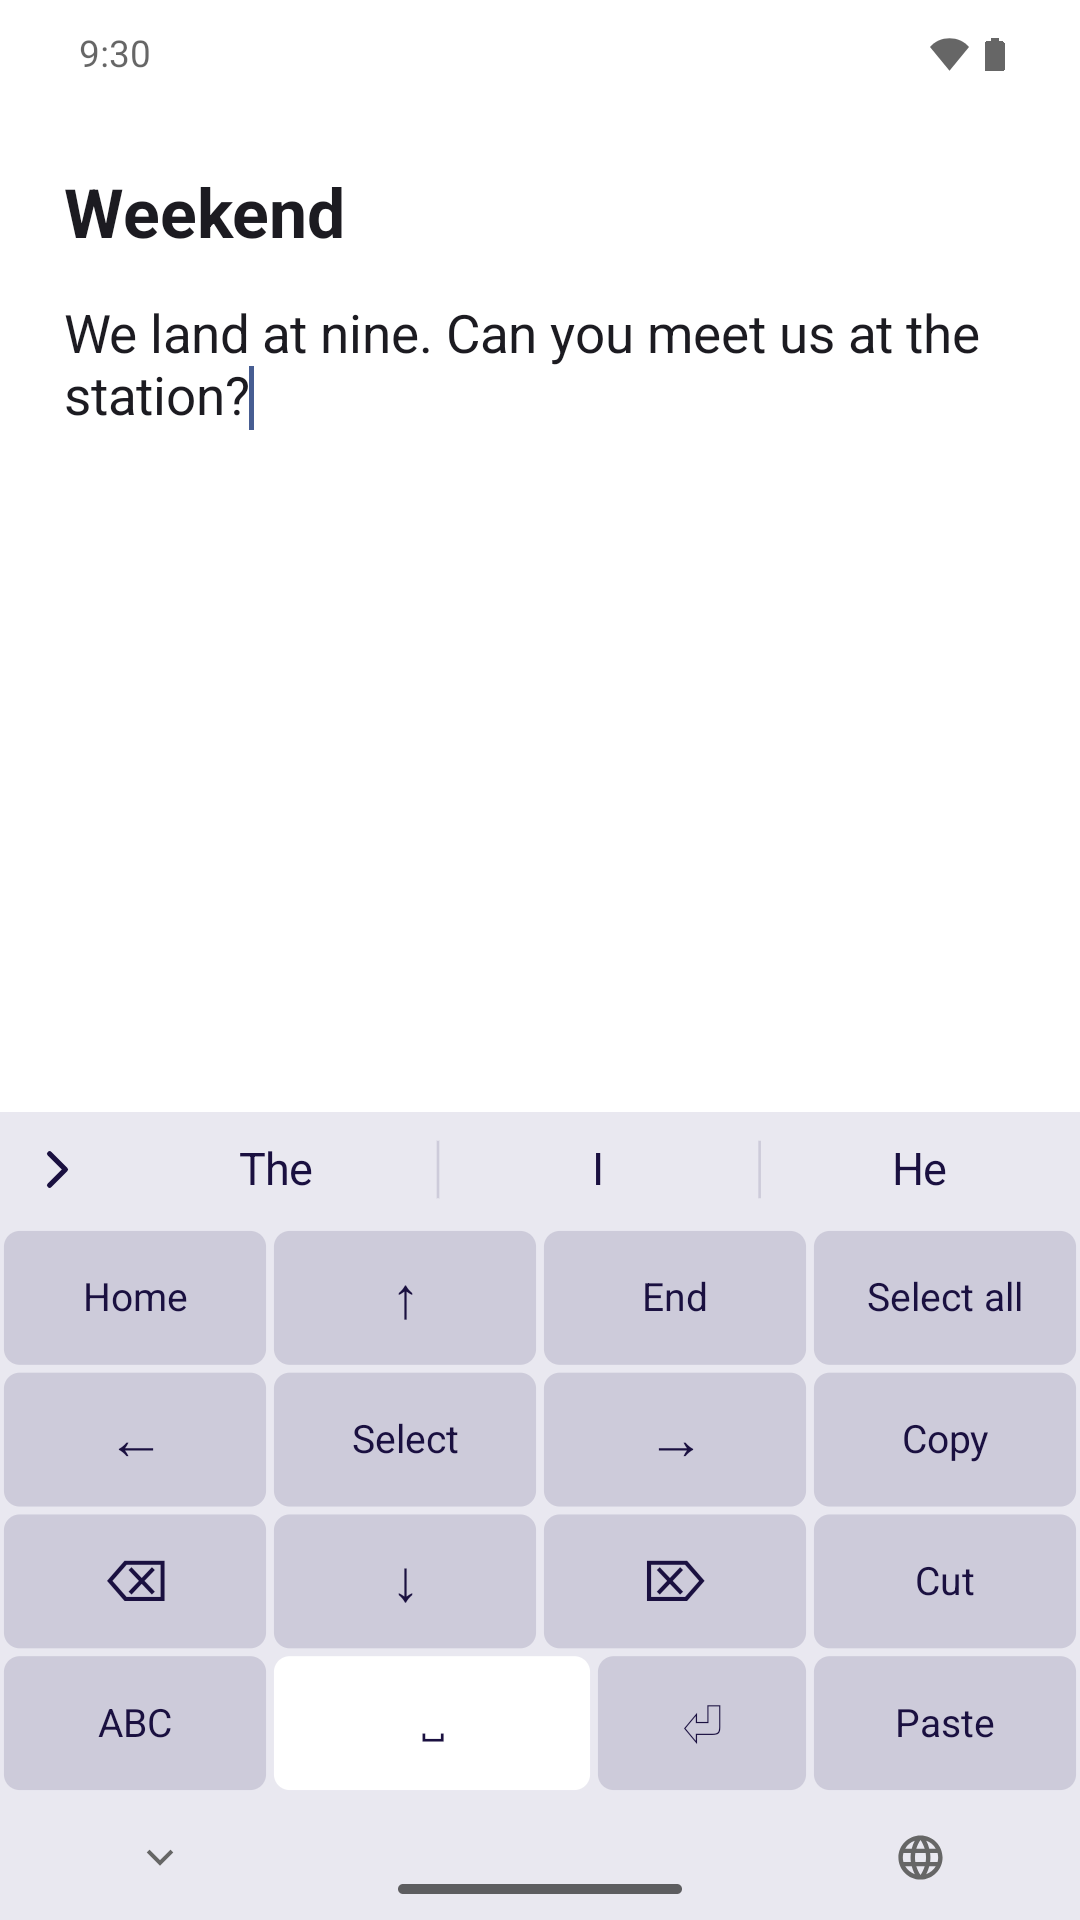 9:30
Weekend
We land at nine. Can you meet us at the
station?
The I He
Home ↑ End Select all
← Select → Copy
⌫ ↓ ⌦ Cut
ABC ⎵ ⏎ Paste